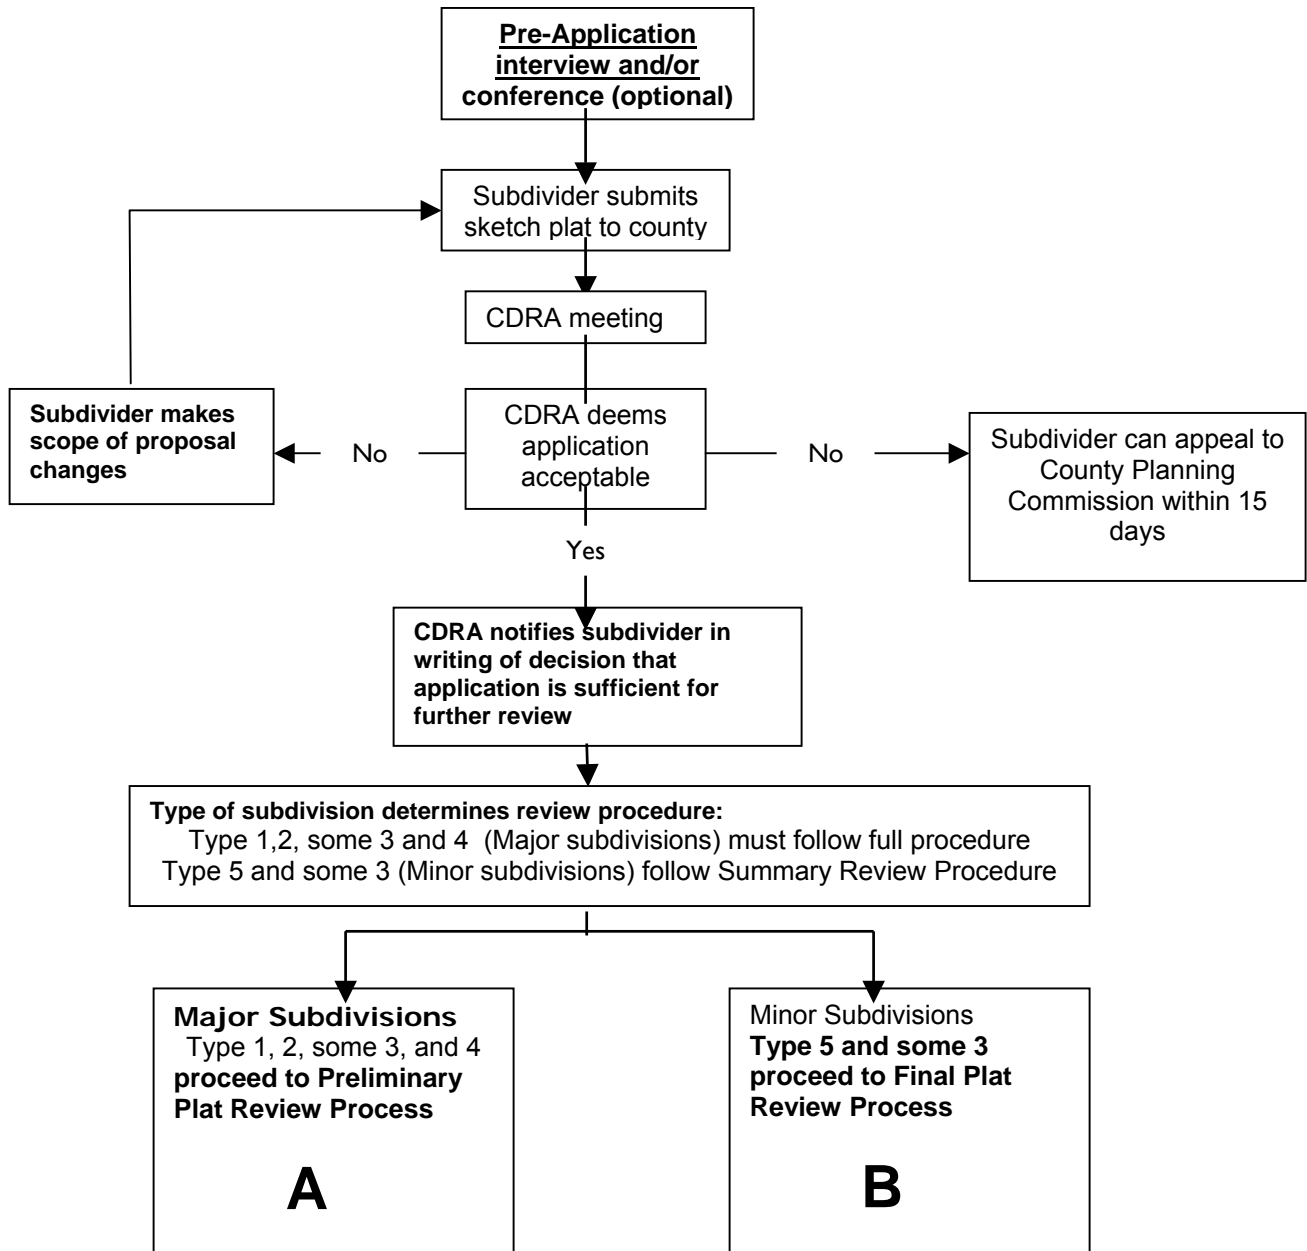 Pre-Application
interview and/or
conference (optional)
Subdivider submits
sketch plat to county
CDRA meeting
Subdivider makes
scope of proposal
changes
No
CDRA deems
application
acceptable
No
Subdivider can appeal to
County Planning
Commission within 15
days
Yes
CDRA notifies subdivider in
writing of decision that
application is sufficient for
further review
Type of subdivision determines review procedure:
Type 1,2, some 3 and 4 (Major subdivisions) must follow full procedure
Type 5 and some 3 (Minor subdivisions) follow Summary Review Procedure
Major Subdivisions
Type 1, 2, some 3, and 4
proceed to Preliminary
Plat Review Process
A
Minor Subdivisions
Type 5 and some 3
proceed to Final Plat
Review Process
B